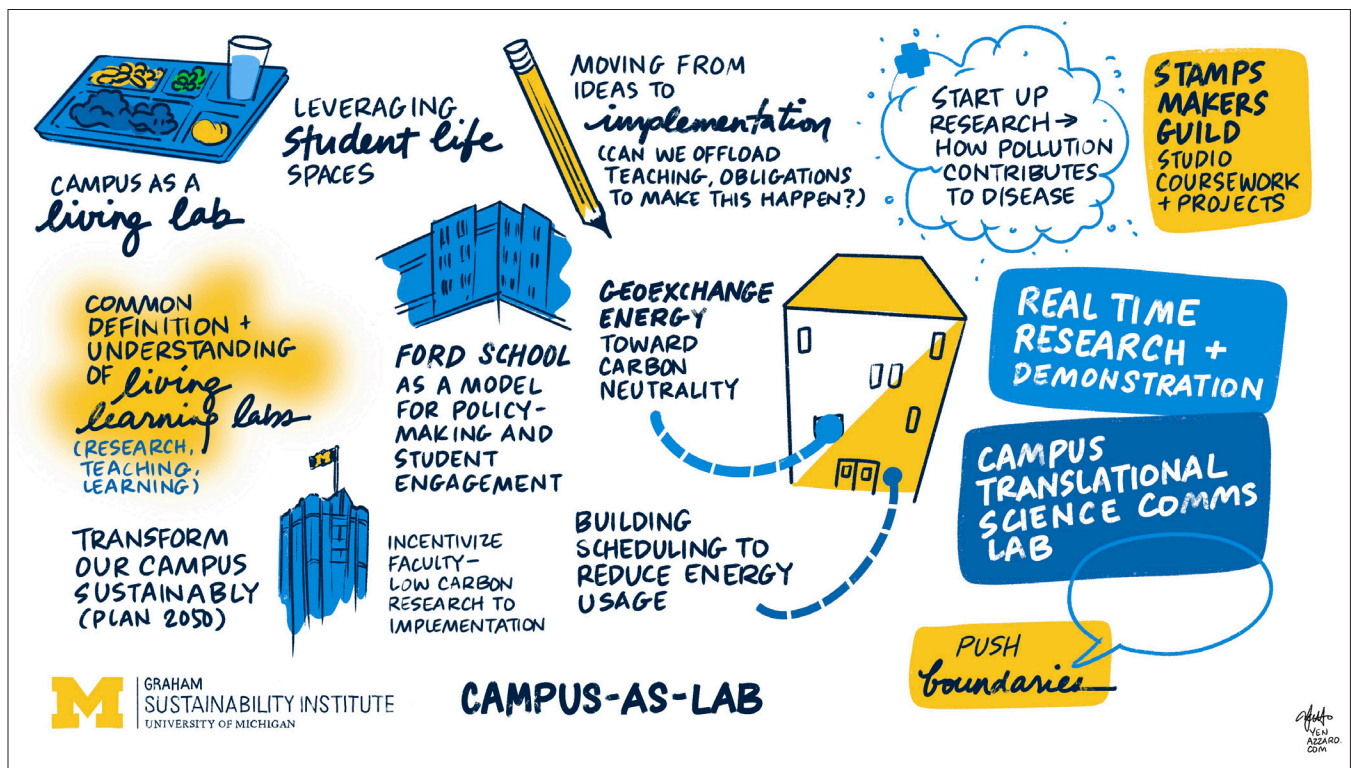 CAMPUS AS A
living lab
LEVERAGING
student life
SPACES
MOVING FROM
IDEAS TO
implementation
(CAN WE OFFLOAD
TEACHING, OBLIGATIONS
TO MAKE THIS HAPPEN?)
START UP
RESEARCH →
HOW POLLUTION
CONTRIBUTES
TO DISEASE
STAMPS
MAKERS
GUILD
STUDIO
COURSEWORK
+ PROJECTS
COMMON
DEFINITION +
UNDERSTANDING
OF living
learning labs
(RESEARCH,
TEACHING,
LEARNING)
FORD SCHOOL
AS A MODEL
FOR POLICY-
MAKING AND
STUDENT
ENGAGEMENT
GEOEXCHANGE
ENERGY
TOWARD
CARBON
NEUTRALITY
REAL TIME
RESEARCH +
DEMONSTRATION
CAMPUS
TRANSLATIONAL
SCIENCE COMMS
LAB
TRANSFORM
OUR CAMPUS
SUSTAINABLY
(PLAN 2050)
M
INCENTIVIZE
FACULTY—
LOW CARBON
RESEARCH TO
IMPLEMENTATION
BUILDING
SCHEDULING TO
REDUCE ENERGY
USAGE
PUSH
boundaries
M
GRAHAM
SUSTAINABILITY INSTITUTE
UNIVERSITY OF MICHIGAN
CAMPUS-AS-LAB
YEN
AZZARO.
COM